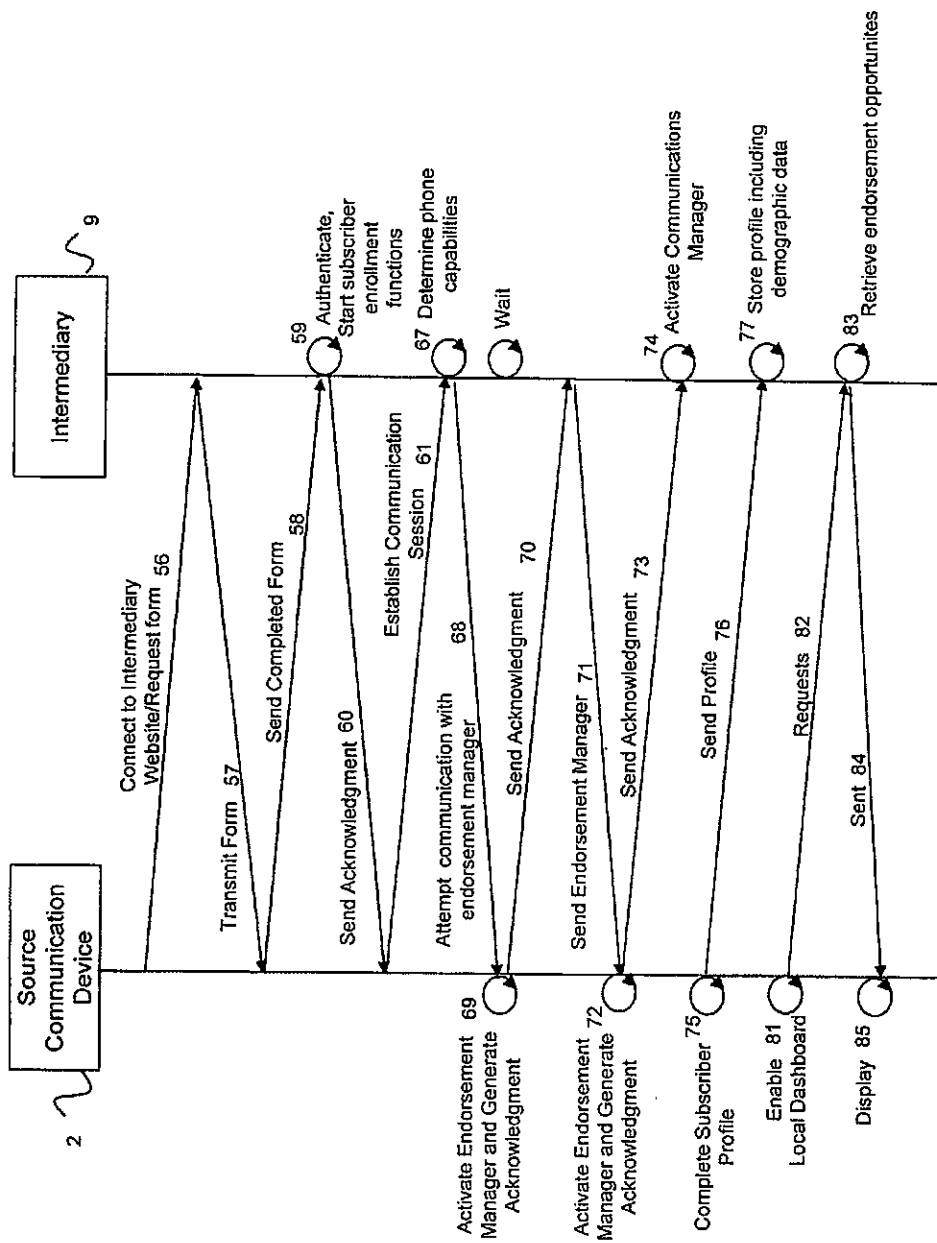 Source
Communication
Device
2
Intermediary
9
Connect to Intermediary
Website/Request form 56
Transmit Form 57
Send Completed Form
58
59
Authenticate,
Start subscriber
enrollment
functions
Send Acknowledgment 60
Establish Communication
Session 61
67
Determine phone
capabilities
Attempt communication with
endorsement manager 68
Wait
69
Activate Endorsement
Manager and Generate
Acknowledgment
Send Acknowledgment 70
Send Endorsement Manager 71
72
Activate Endorsement
Manager and Generate
Acknowledgment
Send Acknowledgment 73
74
Activate Communications
Manager
Complete Subscriber 75
Profile
Send Profile 76
77
Store profile including
demographic data
Enable 81
Local Dashboard
Requests 82
83
Retrieve endorsement opportunites
Sent 84
Display 85